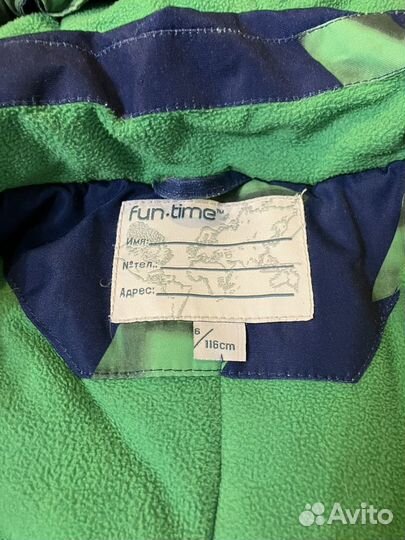 fun·time™
Имя:
№ тел.:
Адрес:
6/116cm
Avito